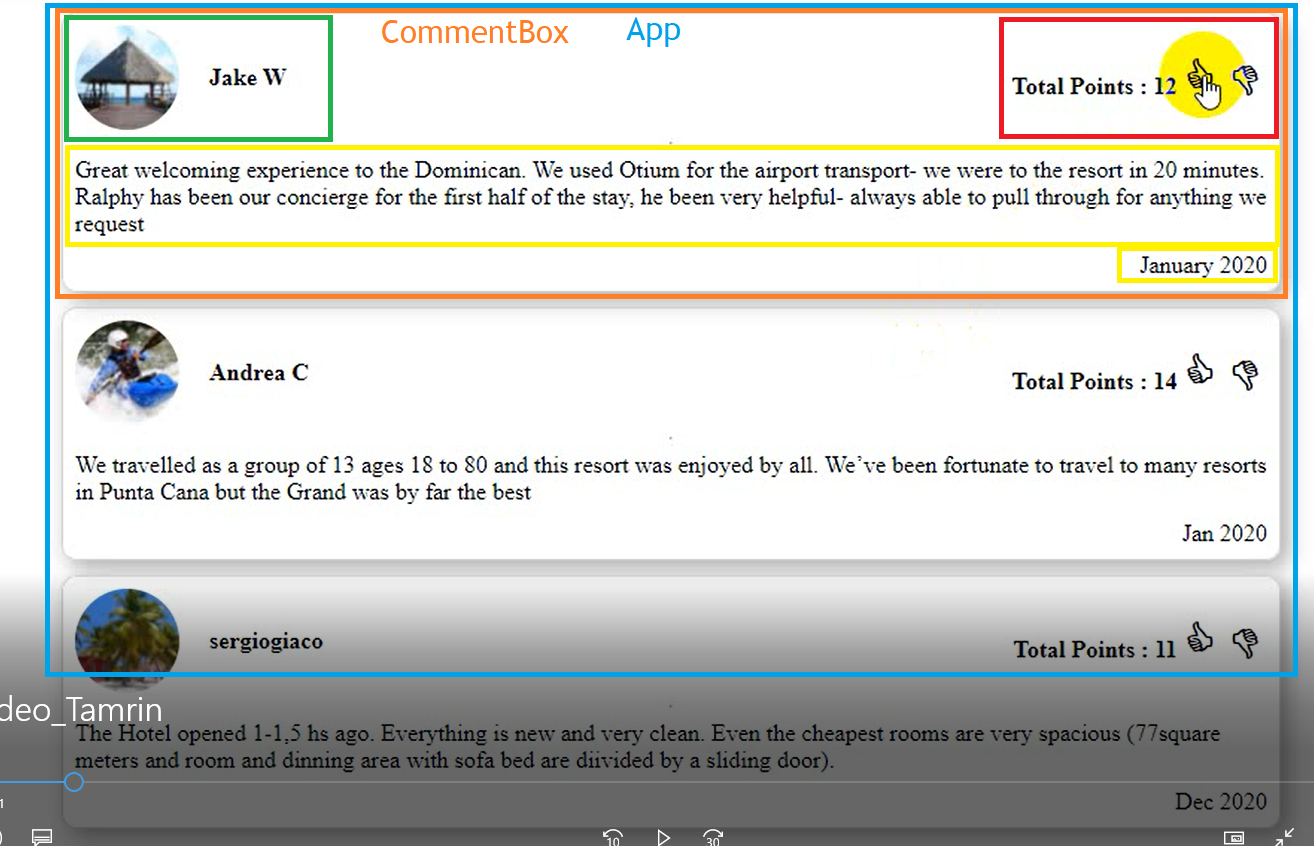 CommentBox App
Jake W
Total Points : 12
Great welcoming experience to the Dominican. We used Otium for the airport transport- we were to the resort in 20 minutes.
Ralphy has been our concierge for the first half of the stay, he been very helpful- always able to pull through for anything we
request
January 2020
Andrea C
Total Points : 14
We travelled as a group of 13 ages 18 to 80 and this resort was enjoyed by all. We've been fortunate to travel to many resorts
in Punta Cana but the Grand was by far the best
Jan 2020
sergiogiaco
Total Points : 11
deo_Tamrin
The Hotel opened 1-1,5 hs ago. Everything is new and very clean. Even the cheapest rooms are very spacious (77square
meters and room and dinning area with sofa bed are diivided by a sliding door).
1
Dec 2020
10
30